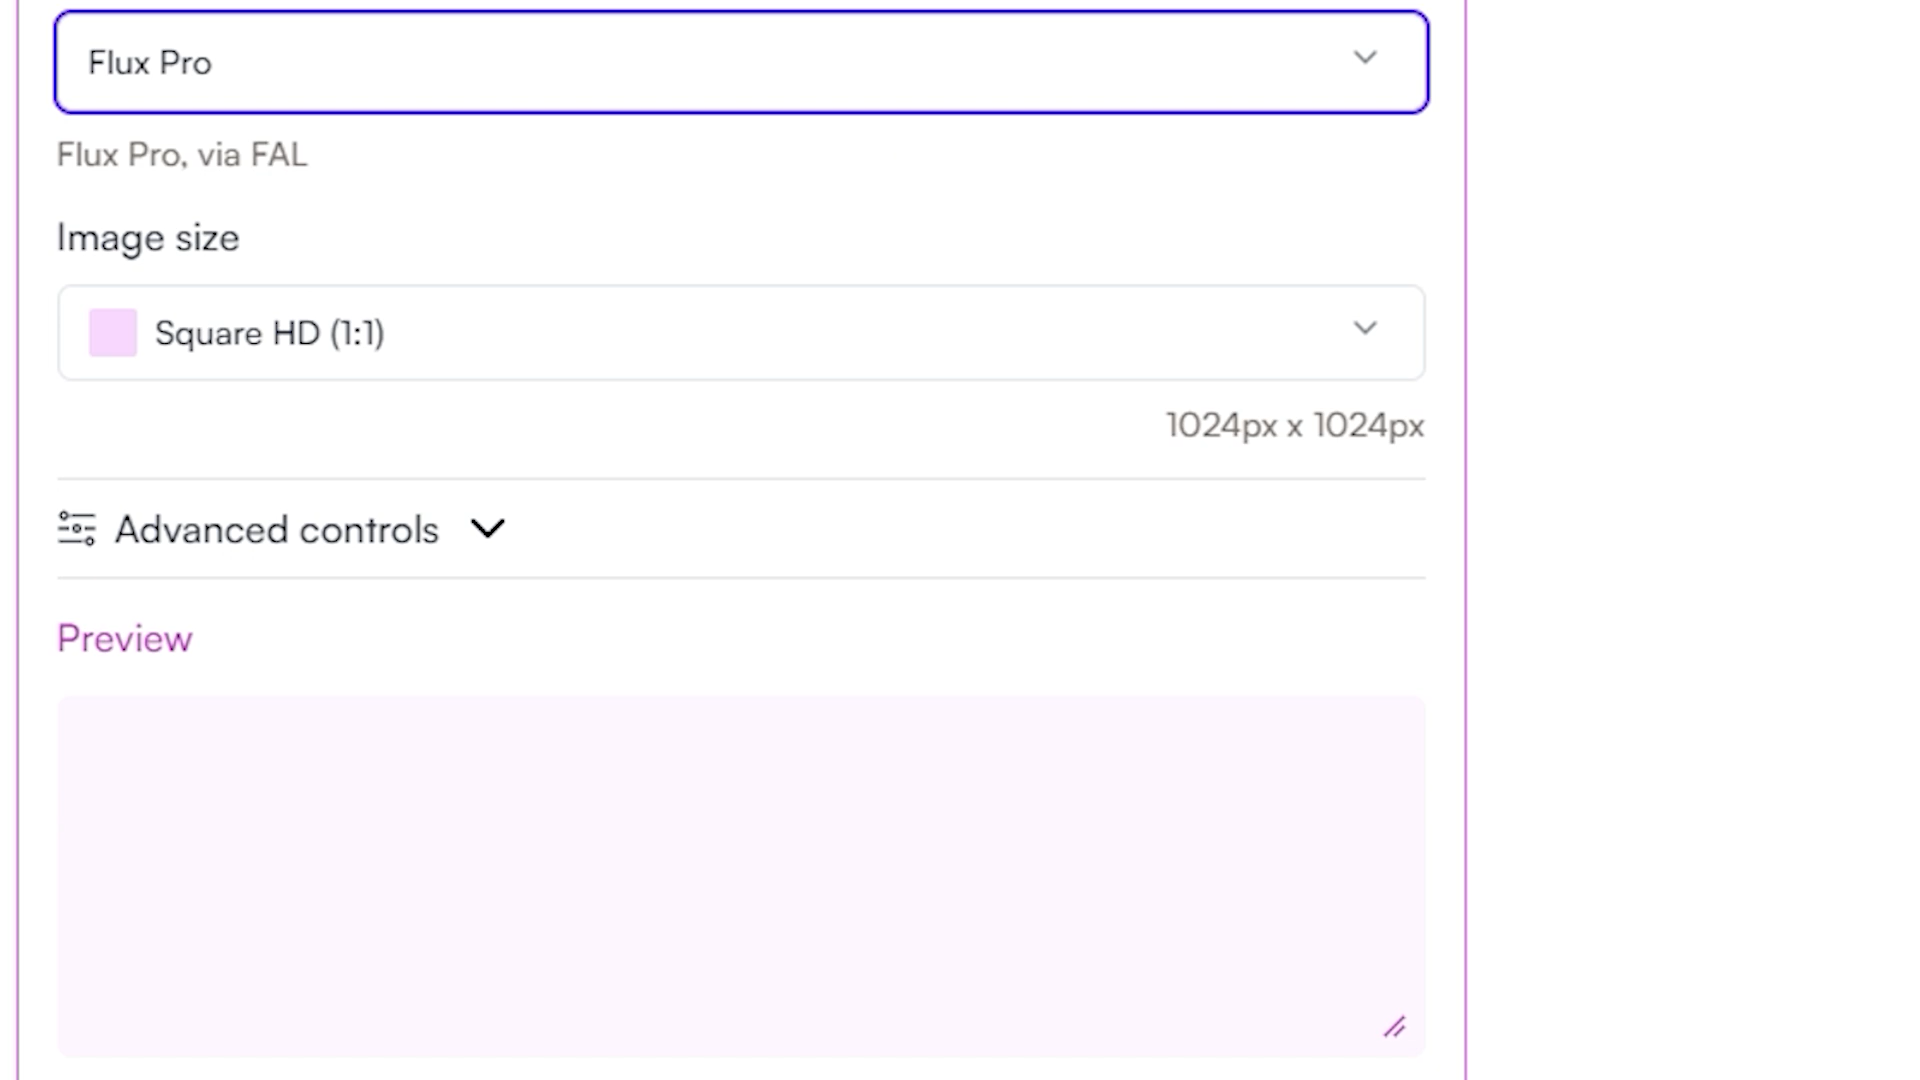 Flux Pro
Flux Pro, via FAL
Image size
Square HD (1:1)
1024px x 1024px
Advanced controls
Preview